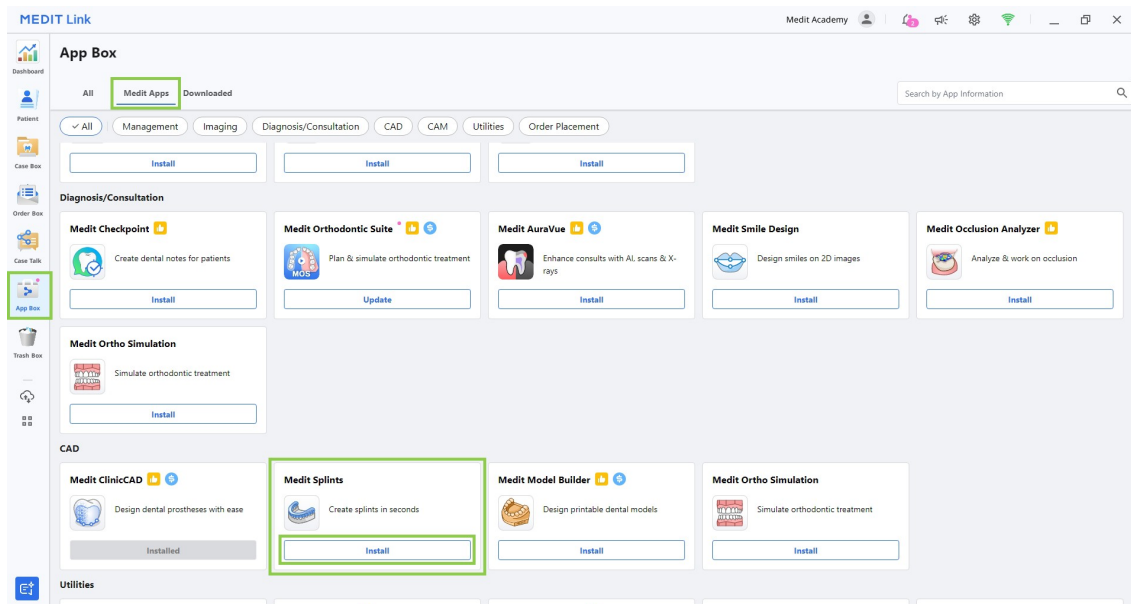 MEDIT Link
Medit Academy
2
Dashboard
Patient
Case Box
Order Box
Case Talk
App Box
Trash Box
App Box
All Medit Apps Downloaded
Search by App Information
All Management Imaging Diagnosis/Consultation CAD CAM Utilities Order Placement
Install Install Install
Diagnosis/Consultation
Medit Checkpoint
Create dental notes for patients
Install
Medit Orthodontic Suite
MOS
Plan & simulate orthodontic treatment
Update
Medit AuraVue
Enhance consults with AI, scans & X-
rays
Install
Medit Smile Design
Design smiles on 2D images
Install
Medit Occlusion Analyzer
Analyze & work on occlusion
Install
Medit Ortho Simulation
Simulate orthodontic treatment
Install
CAD
Medit ClinicCAD
Design dental prostheses with ease
Installed
Medit Splints
Create splints in seconds
Install
Medit Model Builder
Design printable dental models
Install
Medit Ortho Simulation
Simulate orthodontic treatment
Install
Utilities